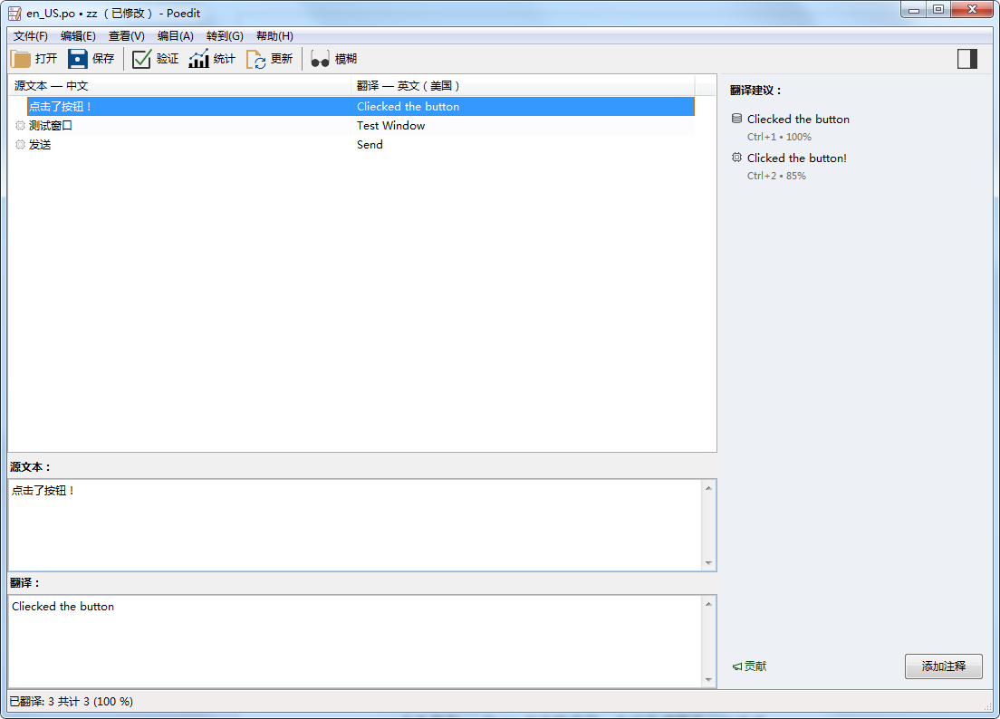 en_US.po • zz （已修改） - Poedit
文件(F) 编辑(E) 查看(V) 编目(A) 转到(G) 帮助(H)
打开 保存 验证 统计 更新 模糊
源文本 — 中文 翻译 — 英文 ( 美国 )
点击了按钮！ Cliecked the button
测试窗口 Test Window
发送 Send
翻译建议：
Cliecked the button
Ctrl+1 • 100%
Clicked the button!
Ctrl+2 • 85%
源文本：
点击了按钮！
翻译：
Cliecked the button
贡献 添加注释
已翻译: 3 共计 3 (100 %)